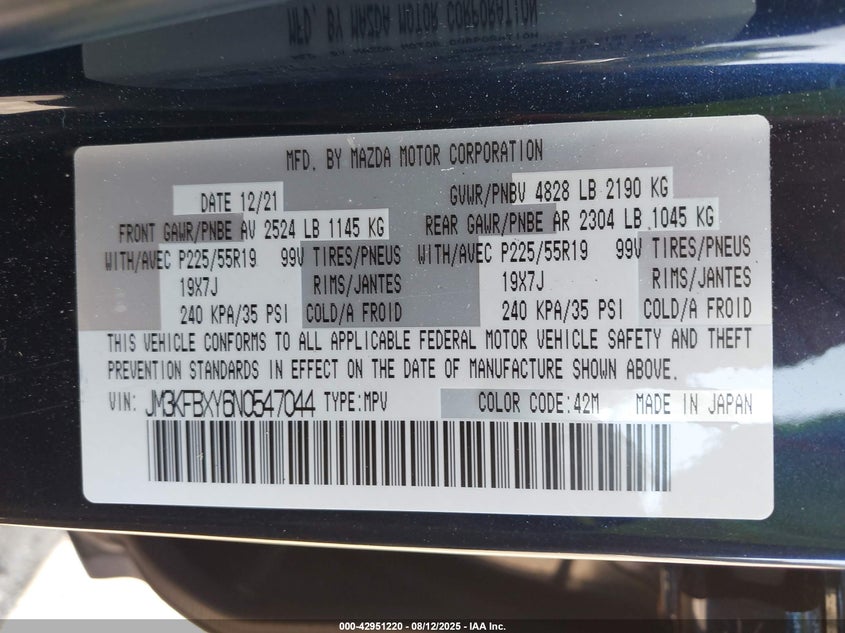 MFD. BY MAZDA MOTOR CORPORATION
DATE 12/21 GVWR/PNBV 4828 LB 2190 KG
FRONT GAWR/PNBE AV 2524 LB 1145 KG REAR GAWR/PNBE AR 2304 LB 1045 KG
WITH/AVEC P225/55R19 99V TIRES/PNEUS WITH/AVEC P225/55R19 99V TIRES/PNEUS
19X7J RIMS/JANTES 19X7J RIMS/JANTES
240 KPA/35 PSI COLD/A FROID 240 KPA/35 PSI COLD/A FROID
THIS VEHICLE CONFORMS TO ALL APPLICABLE FEDERAL MOTOR VEHICLE SAFETY AND THEFT
PREVENTION STANDARDS IN EFFECT ON THE DATE OF MANUFACTURE SHOWN ABOVE.
VIN: JM3KFBXY6N0547044 TYPE:MPV COLOR CODE:42M MADE IN JAPAN
000-42951220 - 08/12/2025 - IAA Inc.